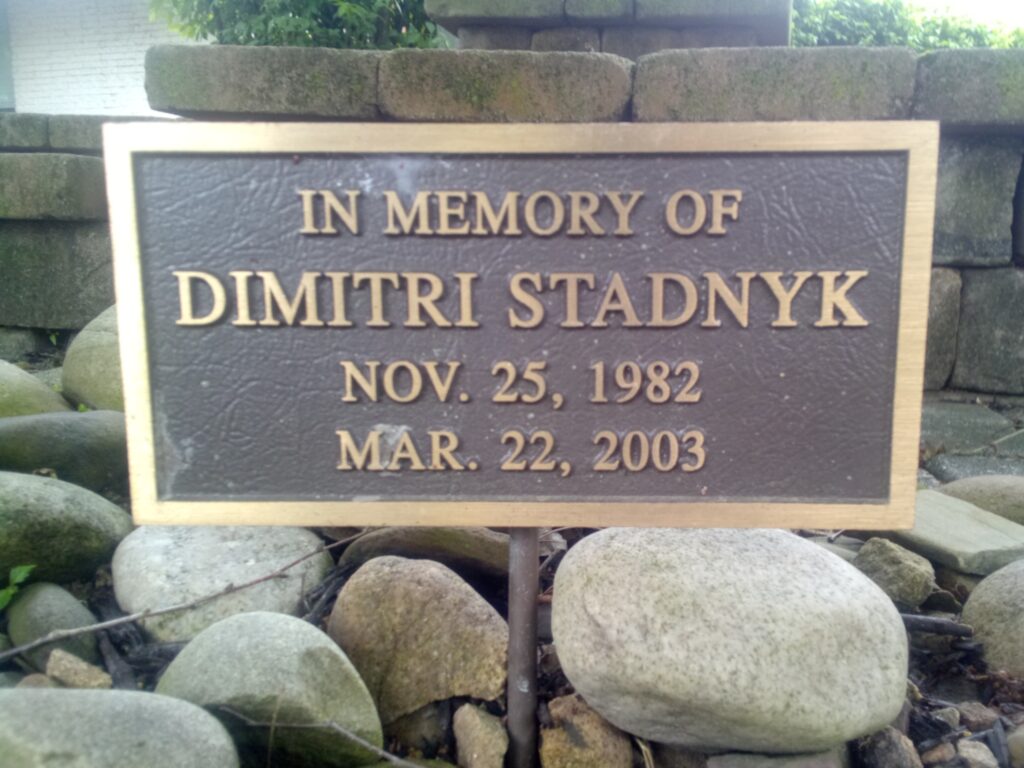 IN MEMORY OF
DIMITRI STADNYK
NOV. 25, 1982
MAR. 22, 2003